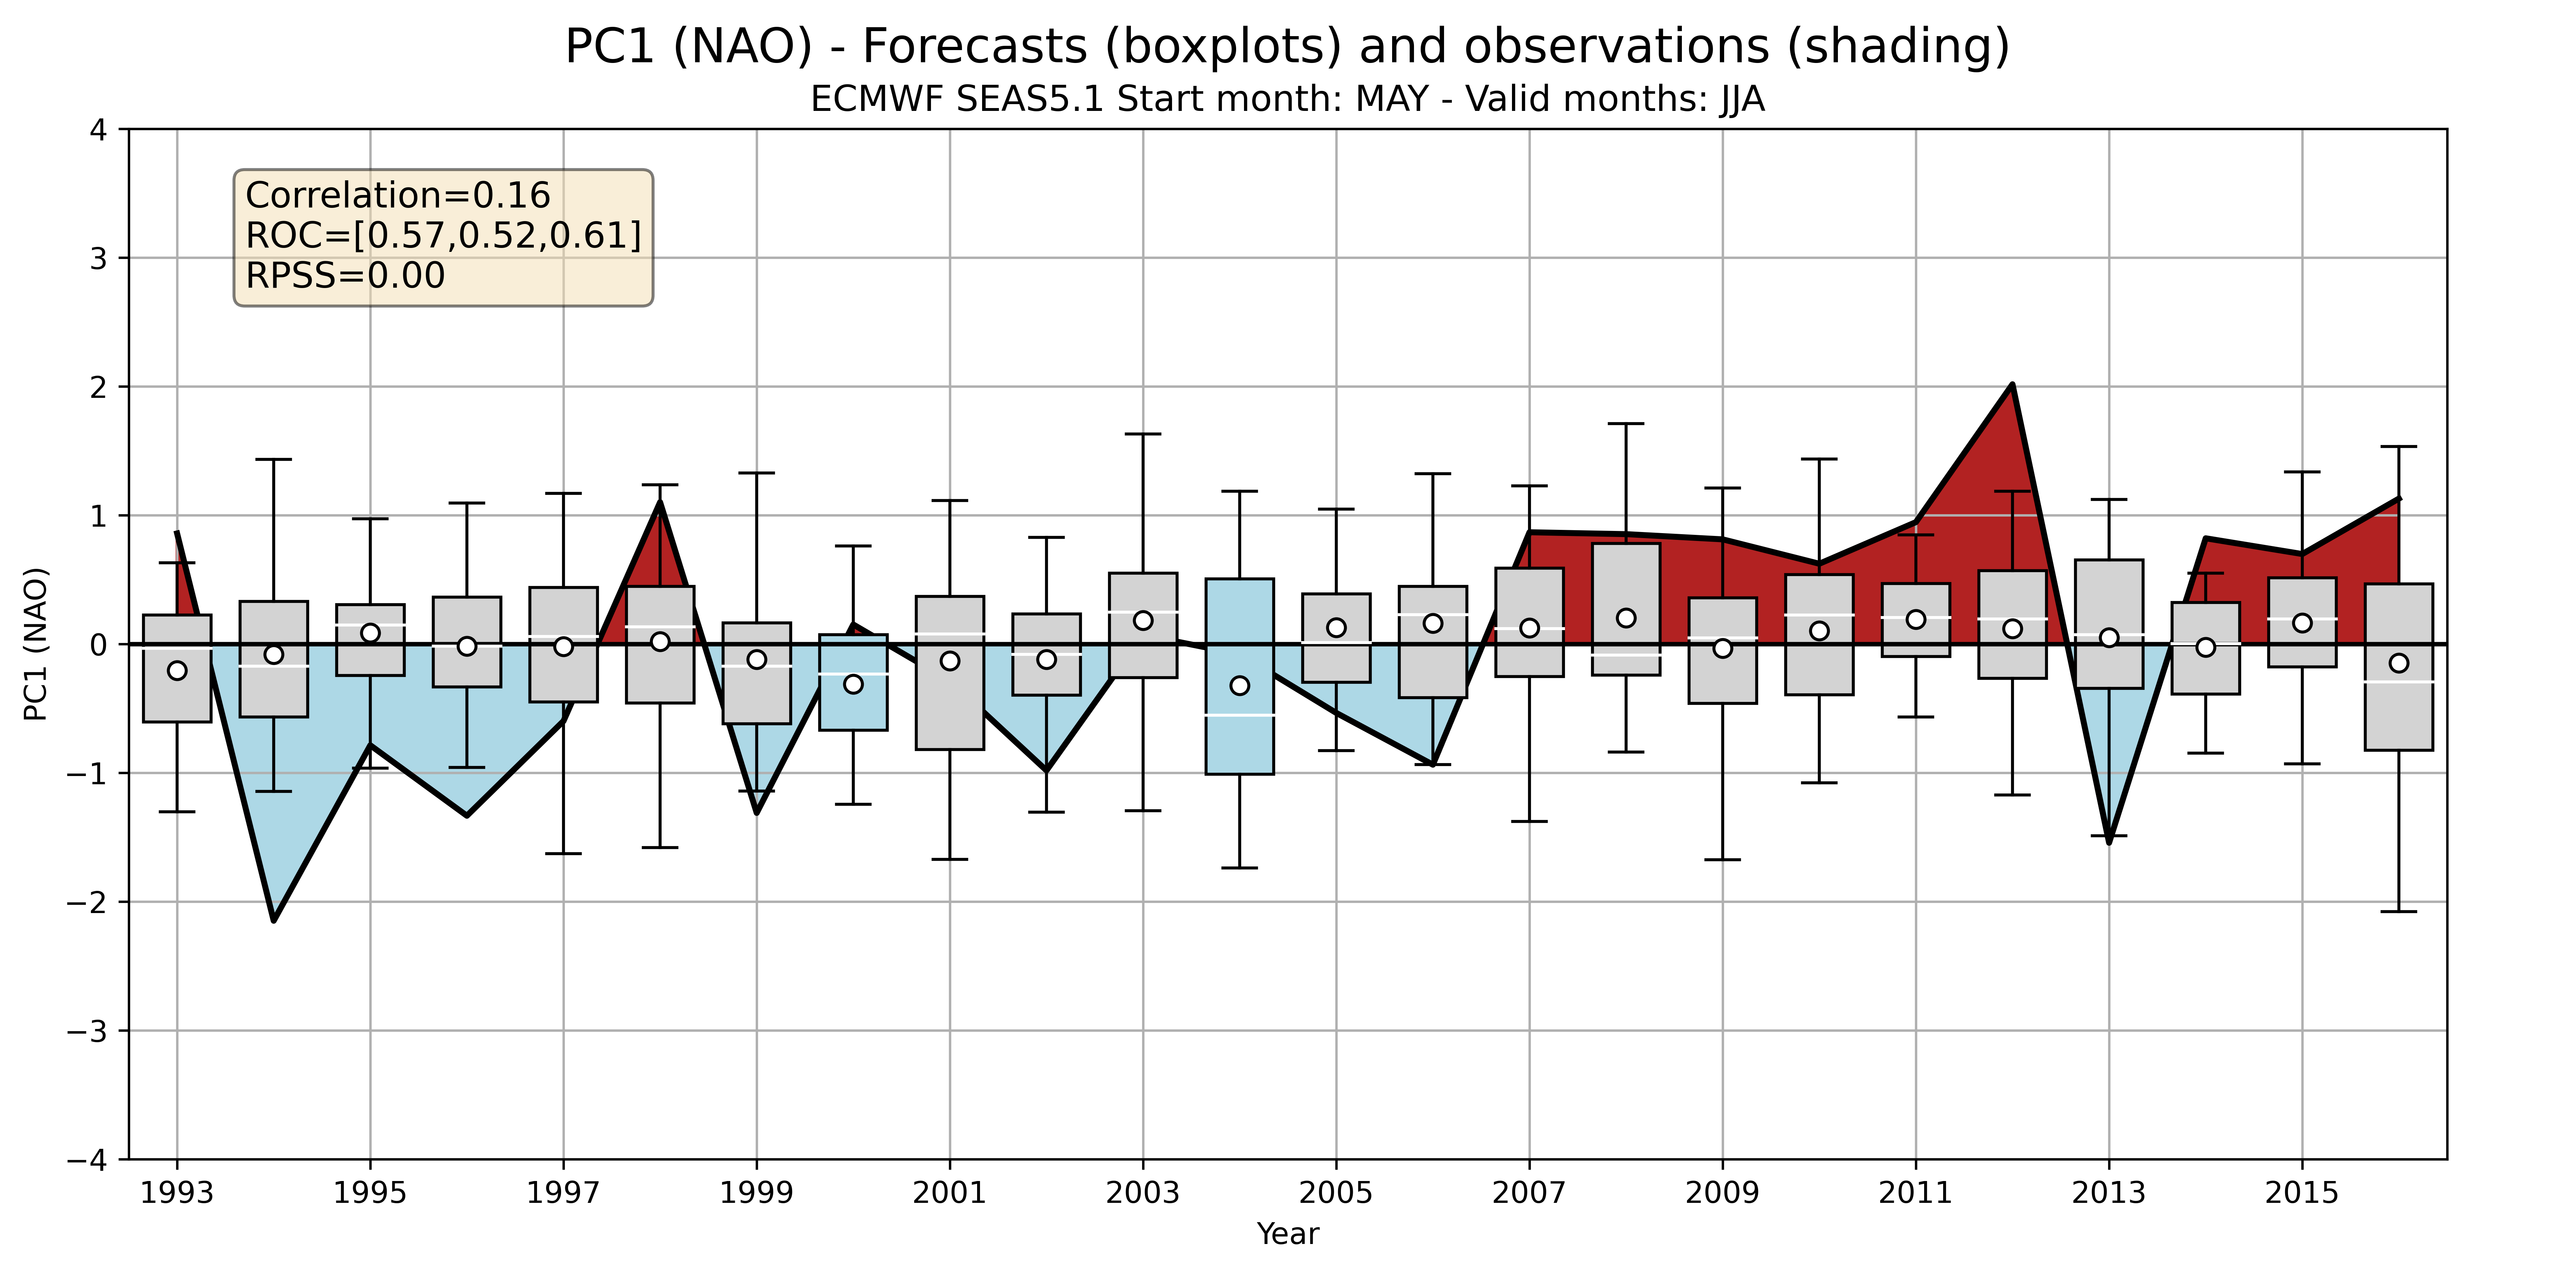 PC1 (NAO) - Forecasts (boxplots) and observations (shading)
ECMWF SEAS5.1 Start month: MAY - Valid months: JJA
Correlation=0.16
ROC=[0.57,0.52,0.61]
RPSS=0.00
PC1 (NAO)
4
3
2
1
0
−1
−2
−3
−4
1993 1995 1997 1999 2001 2003 2005 2007 2009 2011 2013 2015
Year